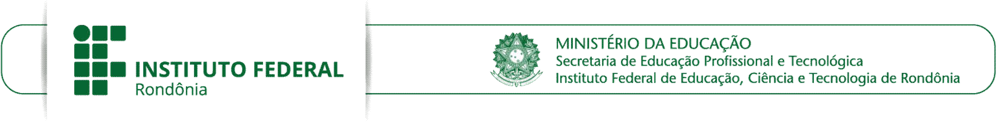 INSTITUTO FEDERAL
Rondônia
MINISTÉRIO DA EDUCAÇÃO
Secretaria de Educação Profissional e Tecnológica
Instituto Federal de Educação, Ciência e Tecnologia de Rondônia